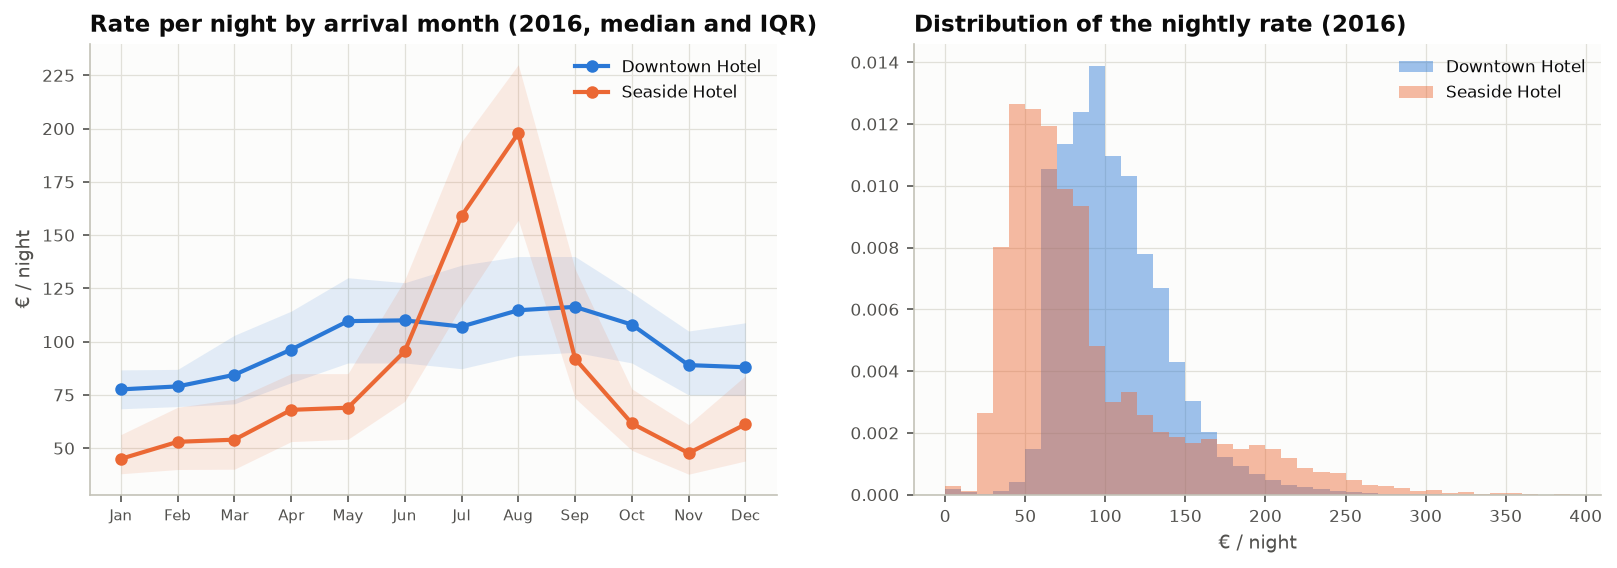 Rate per night by arrival month (2016, median and IQR)
Downtown Hotel
Seaside Hotel
€ / night
225
200
175
150
125
100
75
50
Jan Feb Mar Apr May Jun Jul Aug Sep Oct Nov Dec
Distribution of the nightly rate (2016)
Downtown Hotel
Seaside Hotel
0.014
0.012
0.010
0.008
0.006
0.004
0.002
0.000
0 50 100 150 200 250 300 350 400
€ / night